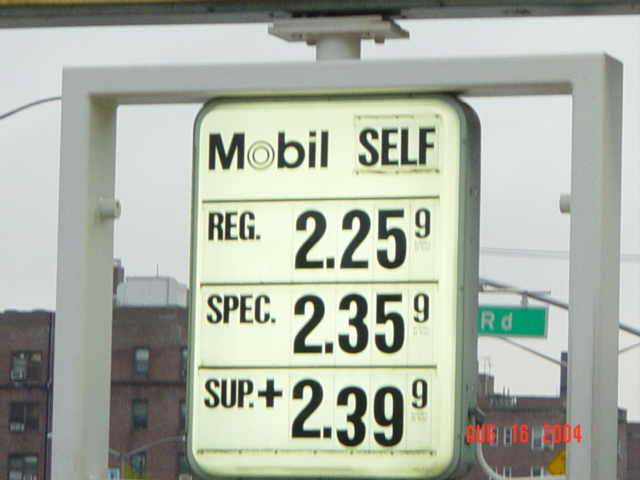 Mobil SELF
REG. 2.25 9
SPEC. 2.35 9
SUP.+ 2.39 9
Rd
AUG 16 2004